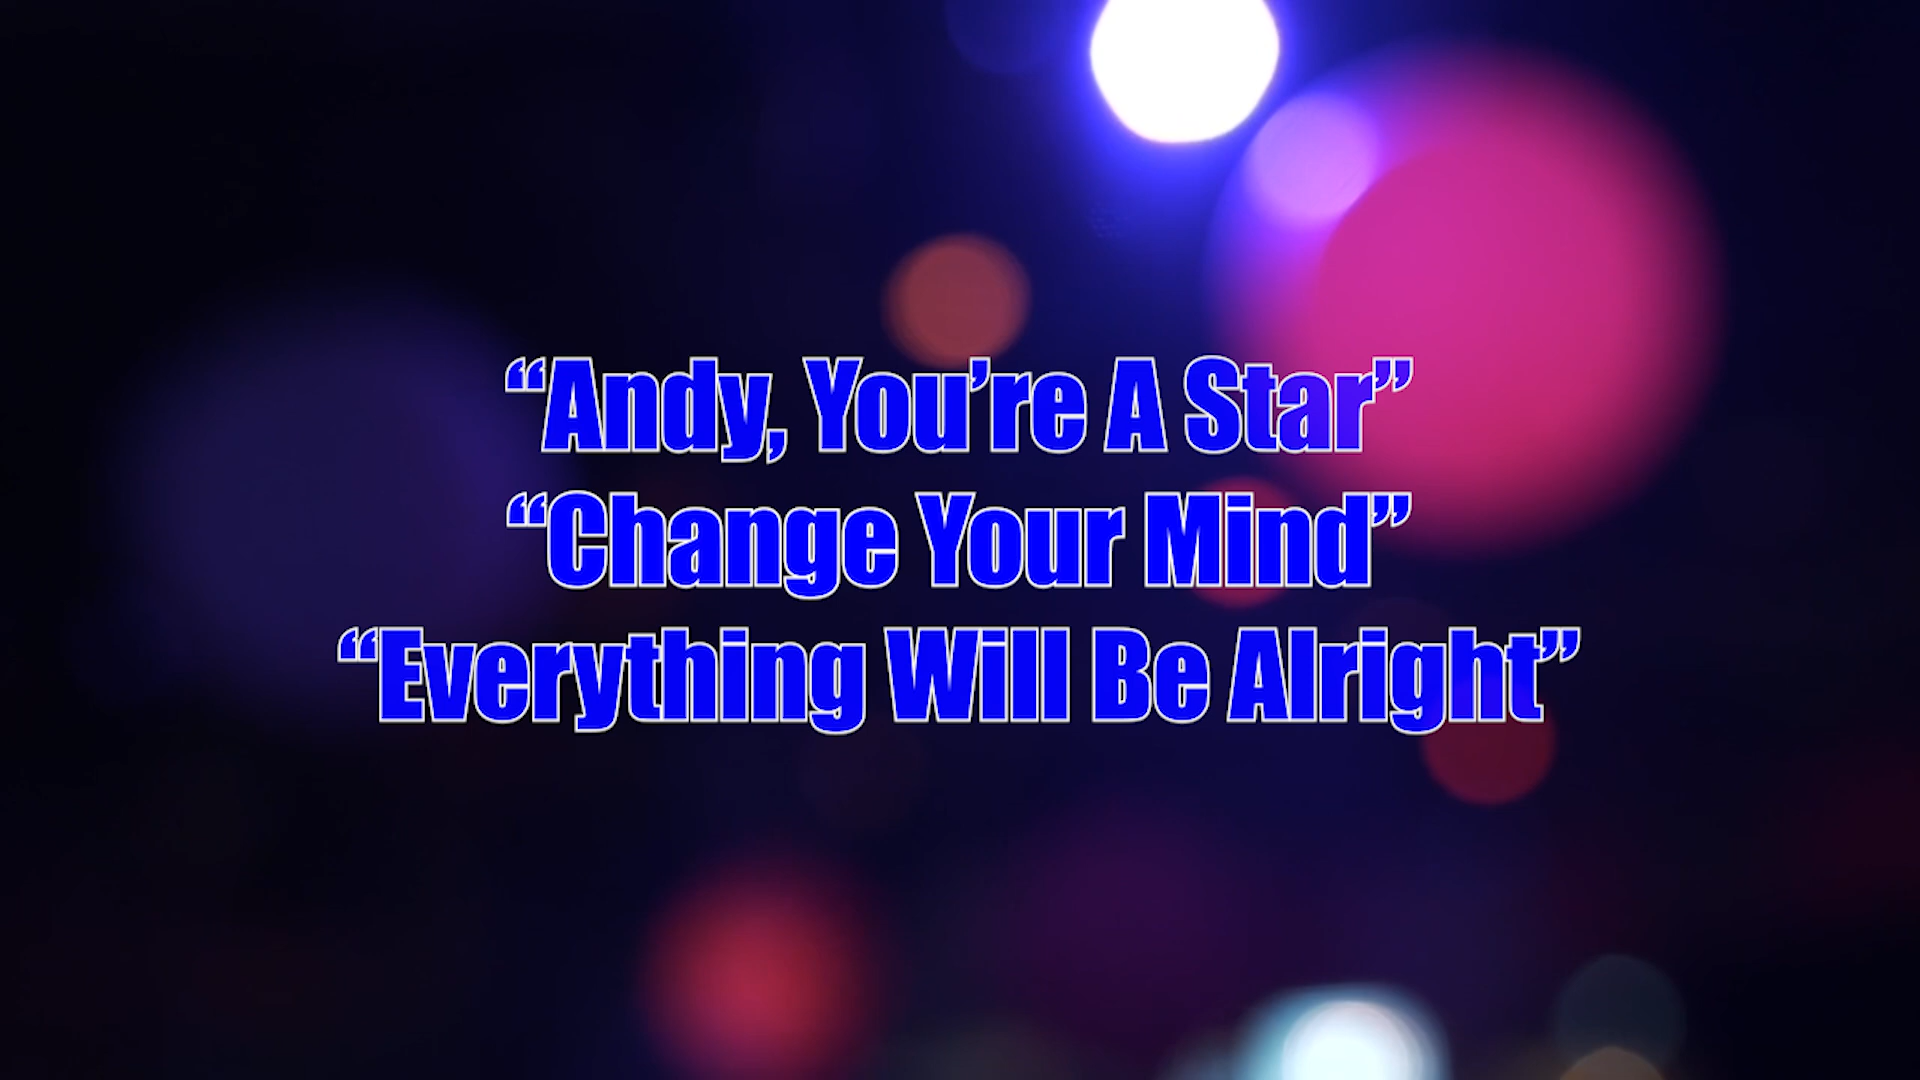 “Andy, You’re A Star”
“Change Your Mind”
“Everything Will Be Alright”